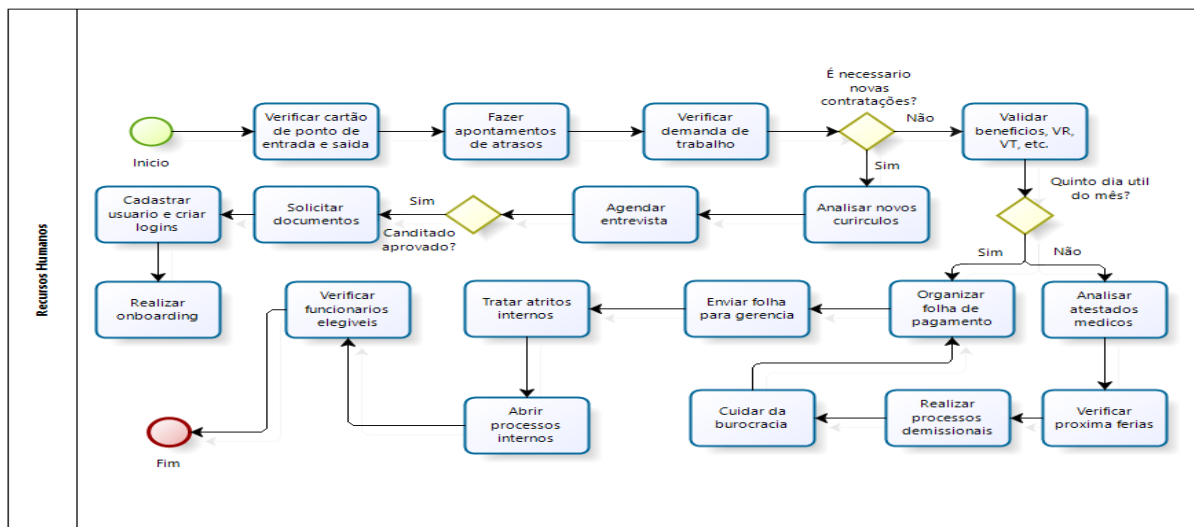 Recursos Humanos
Inicio
Verificar cartão
de ponto de
entrada e saida
Fazer
apontamentos
de atrasos
Verificar
demanda de
trabalho
É necessario
novas
contratações?
Não
Sim
Validar
beneficios, VR,
VT, etc.
Quinto dia util
do mês?
Cadastrar
usuario e criar
logins
Solicitar
documentos
Sim
Canditado
aprovado?
Agendar
entrevista
Analisar novos
curirculos
Sim
Não
Realizar
onboarding
Verificar
funcionarios
elegiveis
Tratar atritos
internos
Enviar folha
para gerencia
Organizar
folha de
pagamento
Analisar
atestados
medicos
Fim
Abrir
processos
internos
Cuidar da
burocracia
Realizar
processos
demissionais
Verificar
proxima ferias